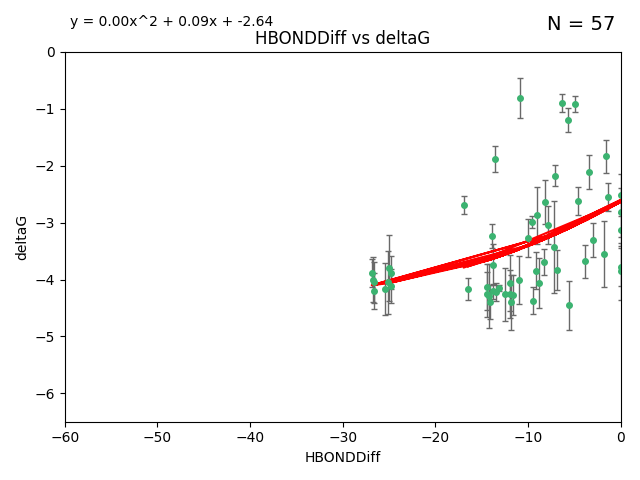 y = 0.00x^2 + 0.09x + -2.64
N = 57
HBONDDiff vs deltaG
0
−1
−2
−3
−4
−5
−6
deltaG
−60
−50
−40
−30
−20
−10
0
HBONDDiff